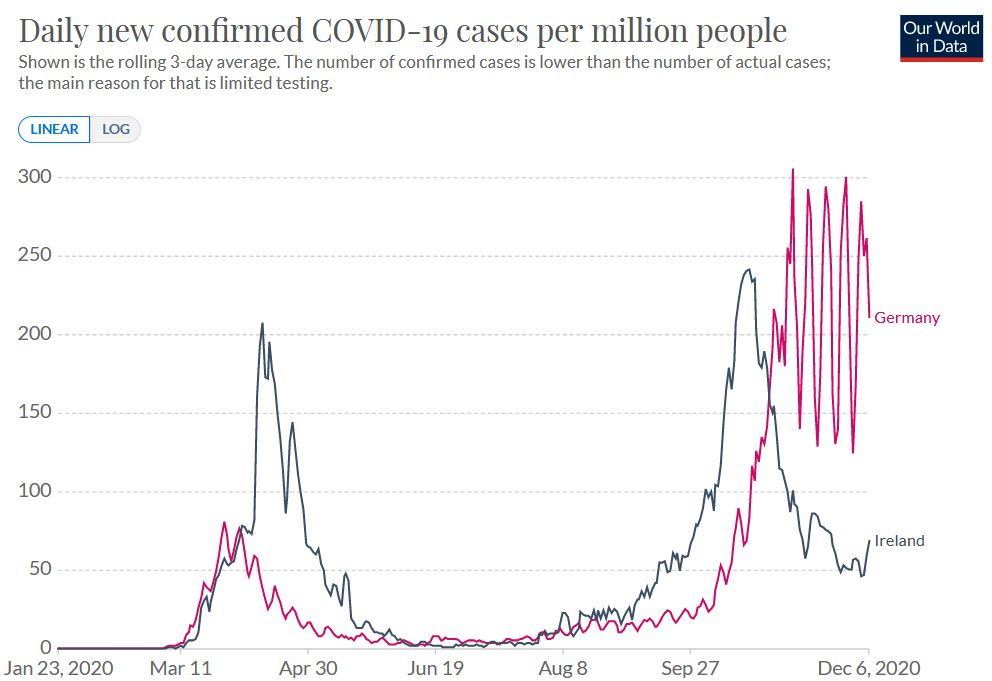 Daily new confirmed COVID-19 cases per million people
Our World
in Data
Shown is the rolling 3-day average. The number of confirmed cases is lower than the number of actual cases;
the main reason for that is limited testing.
LINEAR
LOG
300
250
200
150
100
50
0
Germany
Ireland
Jan 23, 2020
Mar 11
Apr 30
Jun 19
Aug 8
Sep 27
Dec 6, 2020